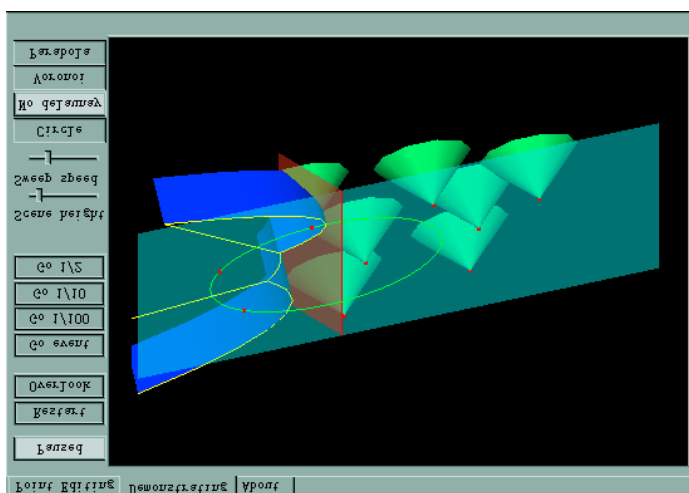 Point Editing Demonstrating About
Paused
Restart
Overlook
Go event
Go 1/100
Go 1/10
Go 1/2
Scene height
Sweep speed
Circle
No delaunay
Voronoi
Parabola